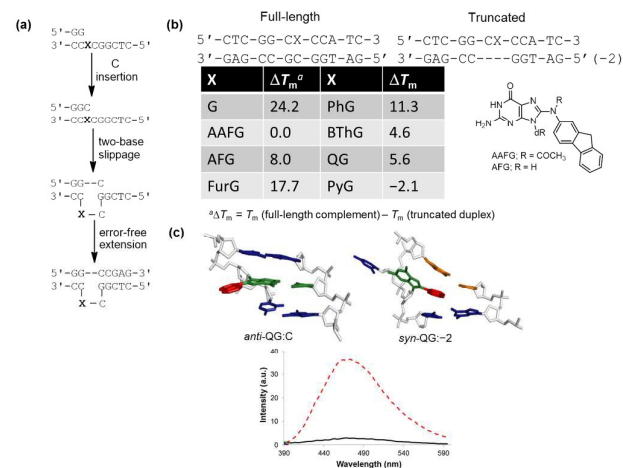 (a)
5'-GG
3'-CCXCGGCTC-5'
C
insertion
5'-GGC
3'-CCXCGGCTC-5'
two-base
slippage
5'-GG--C
3'-CC GGCTC-5'
X - C
error-free
extension
5'-GG--CCGAG-3'
3'-CC GGCTC-5'
X - C
(b)
Full-length
Truncated
5'-CTC-GG-CX-CCA-TC-3
3'-GAG-CC-GC-GGT-AG-5'
5'-CTC-GG-CX-CCA-TC-3
3'-GAG-CC----GGT-AG-5' (-2)
X ΔTmᵃ X ΔTm
G 24.2 PhG 11.3
AAFG 0.0 BThG 4.6
AFG 8.0 QG 5.6
FurG 17.7 PyG −2.1
O
HN
H2N
N
N
N
dR
N
R
AAFG; R = COCH3
AFG; R = H
ᵃΔTm = Tm (full-length complement) − Tm (truncated duplex)
(c)
anti-QG:C
syn-QG:−2
Intensity (a.u.)
40
30
20
10
0
390 440 490 540 590
Wavelength (nm)